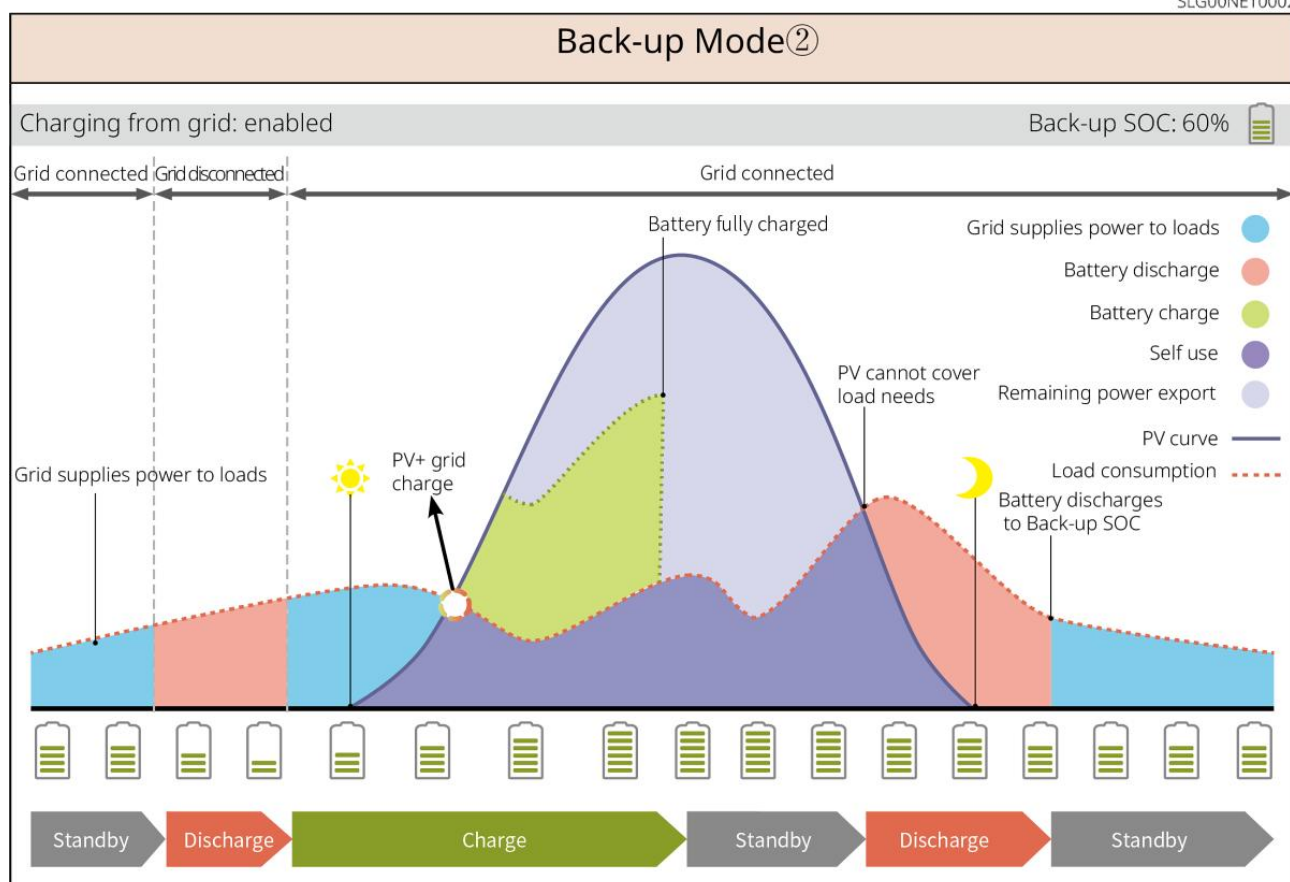 Back-up Mode②
Charging from grid: enabled
Back-up SOC: 60%
Grid connected
Grid disconnected
Grid connected
Battery fully charged
Grid supplies power to loads
Battery discharge
Battery charge
Self use
Remaining power export
PV curve
Load consumption
PV cannot cover
load needs
PV+ grid
charge
Grid supplies power to loads
Battery discharges
to Back-up SOC
Standby
Discharge
Charge
Standby
Discharge
Standby